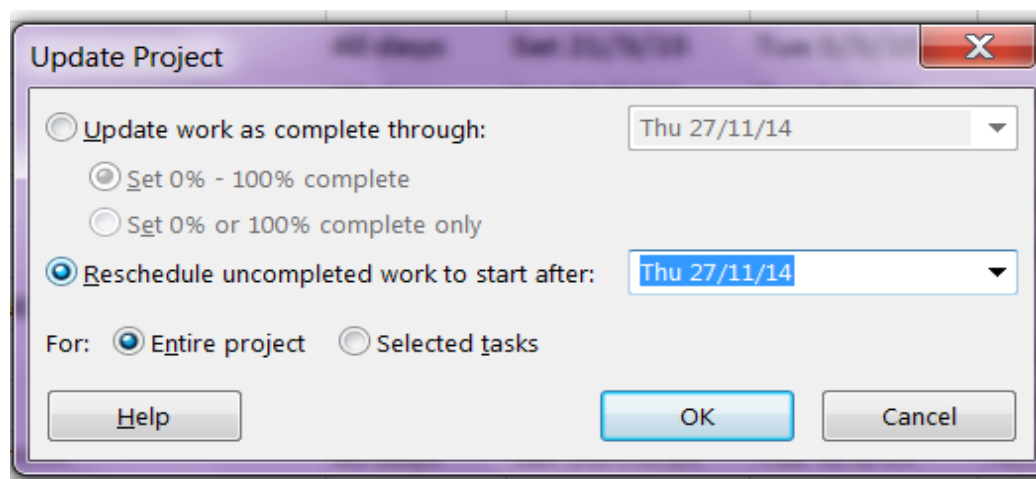 Update Project
Update work as complete through: Thu 27/11/14
Set 0% - 100% complete
Set 0% or 100% complete only
Reschedule uncompleted work to start after: Thu 27/11/14
For: Entire project Selected tasks
Help OK Cancel